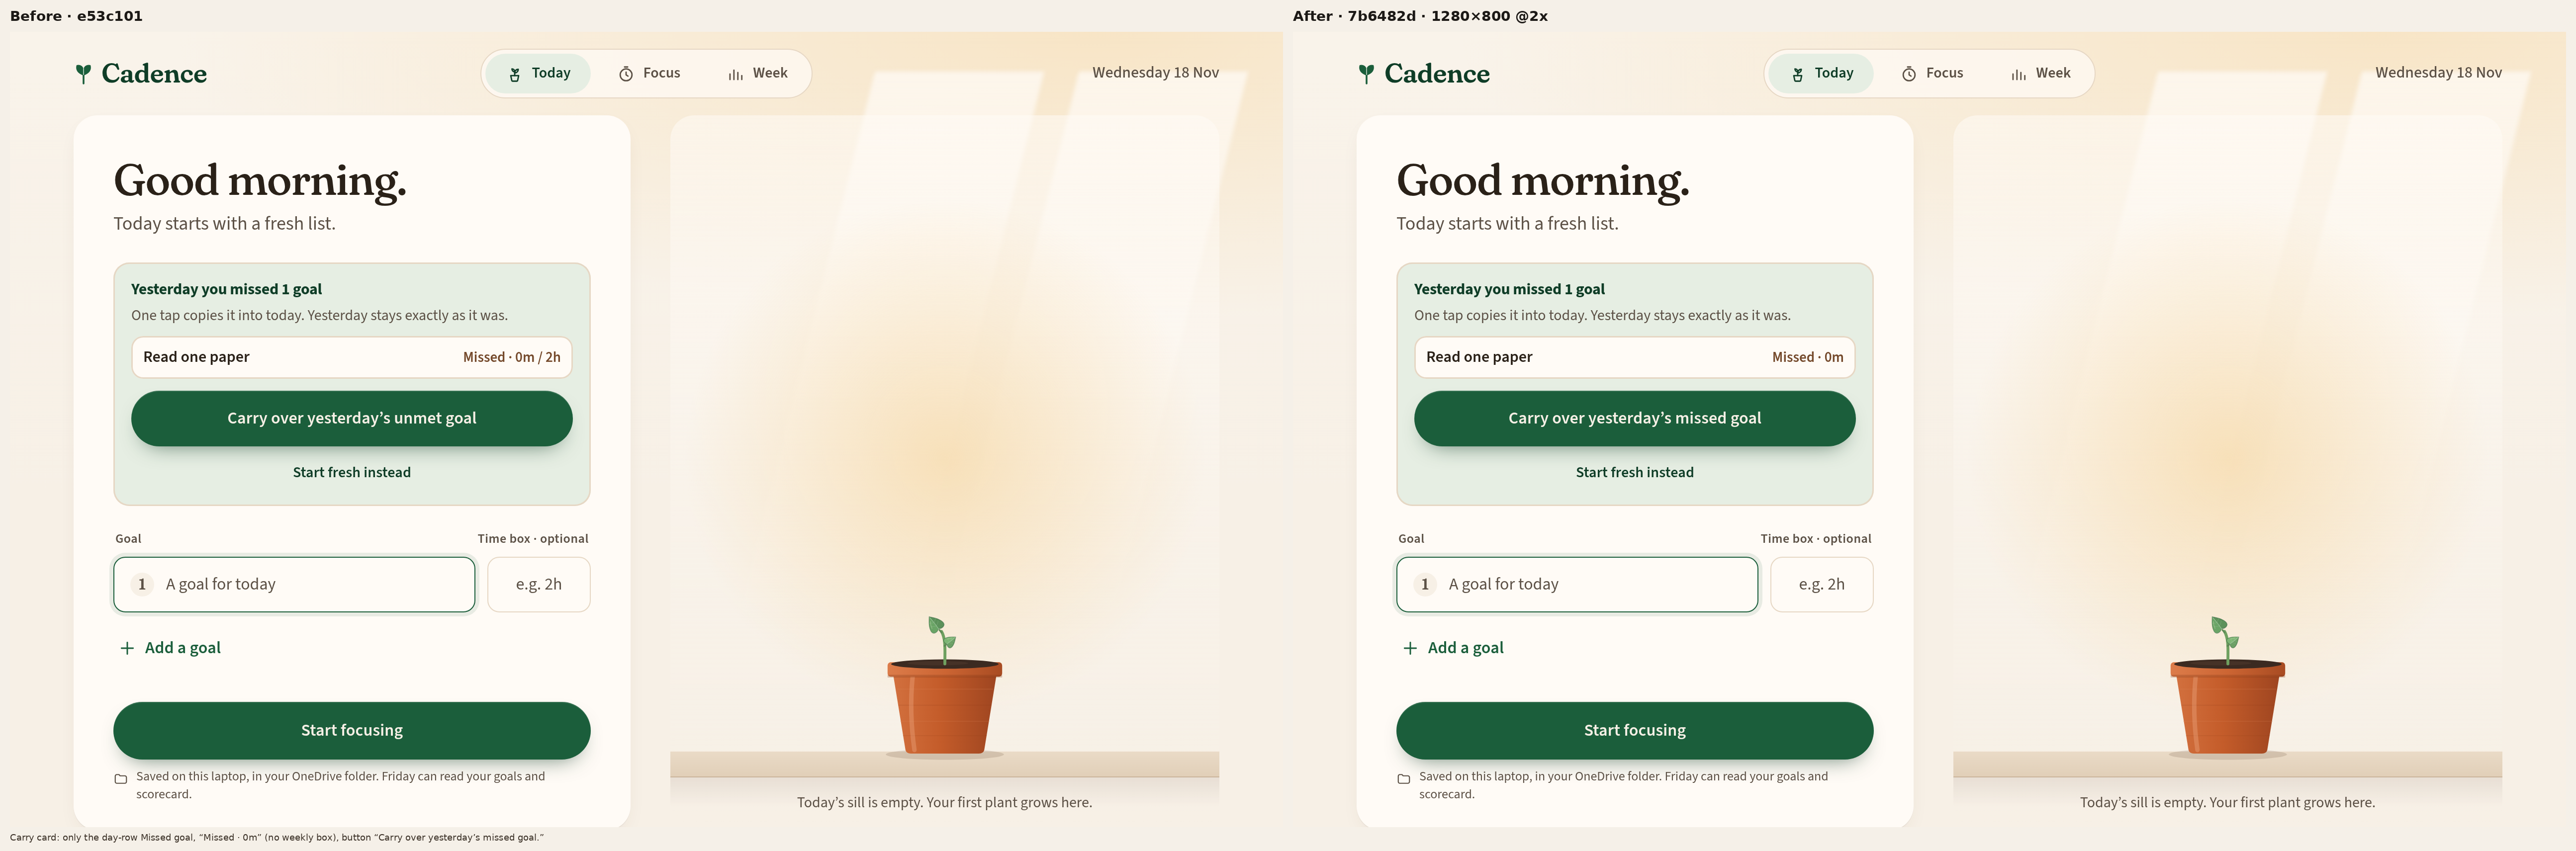 Before · e53c101
Cadence
Today
Focus
Week
Wednesday 18 Nov
Good morning.
Today starts with a fresh list.
Yesterday you missed 1 goal
One tap copies it into today. Yesterday stays exactly as it was.
Read one paper
Missed · 0m / 2h
Carry over yesterday’s unmet goal
Start fresh instead
Goal
Time box · optional
1 A goal for today
e.g. 2h
Add a goal
Start focusing
Saved on this laptop, in your OneDrive folder. Friday can read your goals and
scorecard.
Today’s sill is empty. Your first plant grows here.
After · 7b6482d · 1280×800 @2x
Cadence
Today
Focus
Week
Wednesday 18 Nov
Good morning.
Today starts with a fresh list.
Yesterday you missed 1 goal
One tap copies it into today. Yesterday stays exactly as it was.
Read one paper
Missed · 0m
Carry over yesterday’s missed goal
Start fresh instead
Goal
Time box · optional
1 A goal for today
e.g. 2h
Add a goal
Start focusing
Saved on this laptop, in your OneDrive folder. Friday can read your goals and
scorecard.
Today’s sill is empty. Your first plant grows here.
Carry card: only the day-row Missed goal, “Missed · 0m” (no weekly box), button “Carry over yesterday’s missed goal.”